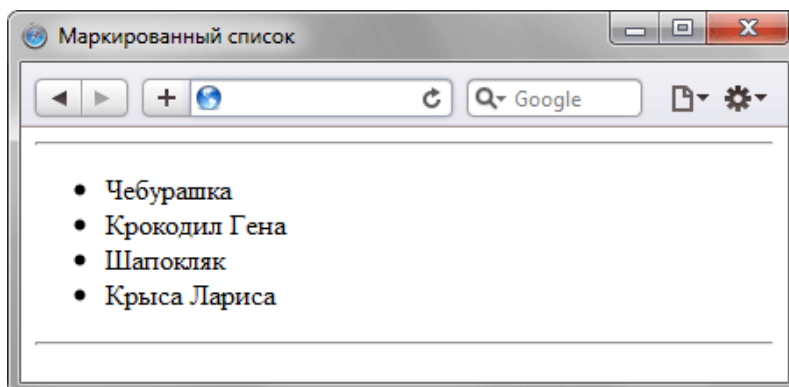 Маркированный список
Google
Чебурашка
Крокодил Гена
Шапокляк
Крыса Лариса